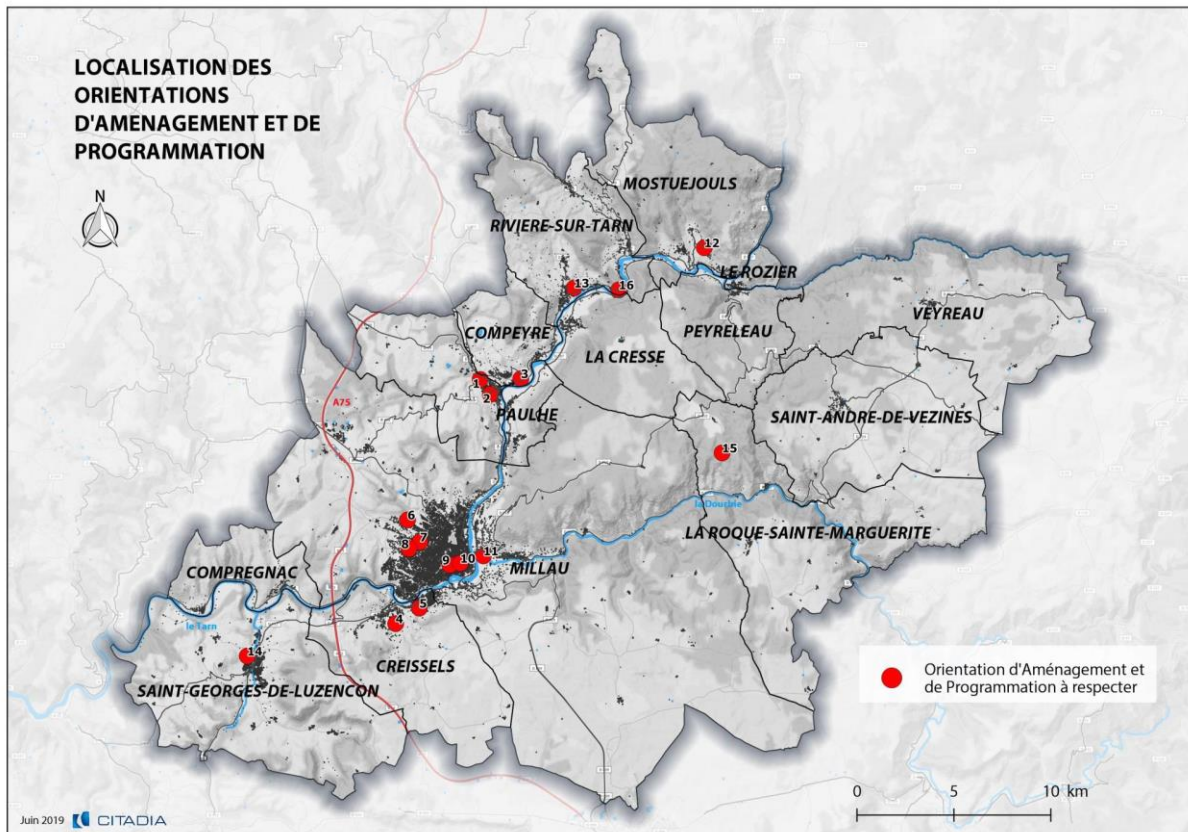 LOCALISATION DES
ORIENTATIONS
D'AMENAGEMENT ET DE
PROGRAMMATION
N
MOSTUEJOULS
RIVIERE-SUR-TARN
12
LE ROZIER
13
16
VEYREAU
COMPEYRE
PEYRELEAU
LA CRESSE
1
3
2
A75
PAULHE
SAINT-ANDRE-DE-VEZINES
15
la Dourbie
6
7
8
LA ROQUE-SAINTE-MARGUERITE
9
10
11
MILLAU
COMPREGNAC
5
le Tarn
4
14
CREISSELS
SAINT-GEORGES-DE-LUZENCON
Orientation d'Aménagement et
de Programmation à respecter
0 5 10 km
Juin 2019 CITADIA